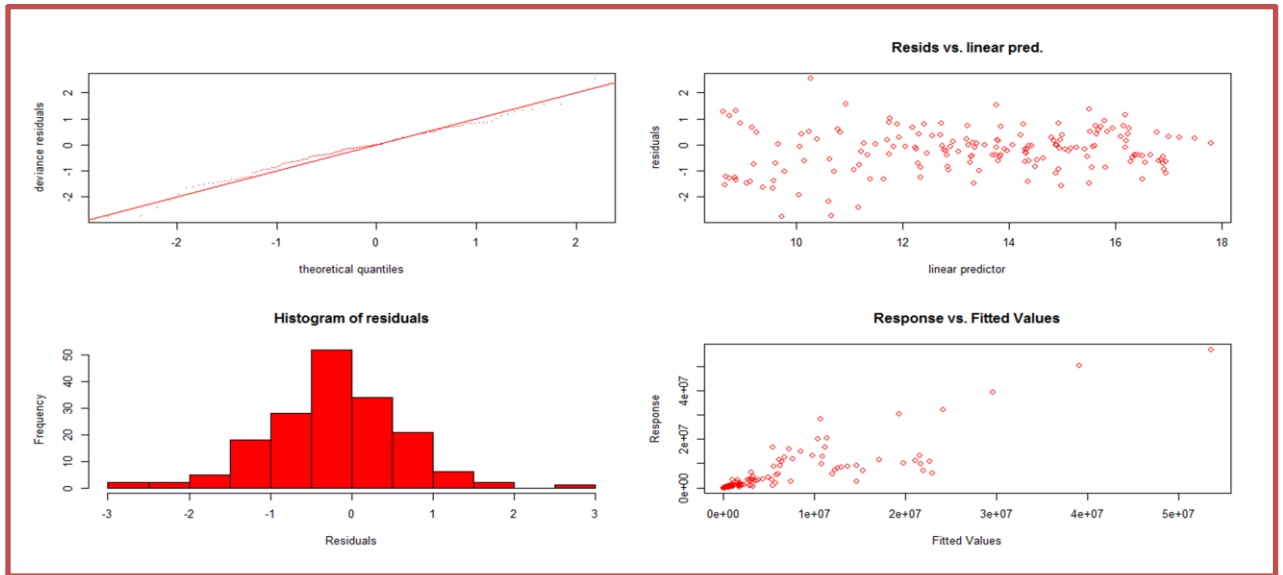 deviance residuals
2
1
0
-1
-2
-2 -1 0 1 2
theoretical quantiles
Resids vs. linear pred.
residuals
2
1
0
-1
-2
10 12 14 16 18
linear predictor
Histogram of residuals
Frequency
50
40
30
20
10
0
-3 -2 -1 0 1 2 3
Residuals
Response vs. Fitted Values
Response
4e+07
2e+07
0e+00
0e+00 1e+07 2e+07 3e+07 4e+07 5e+07
Fitted Values